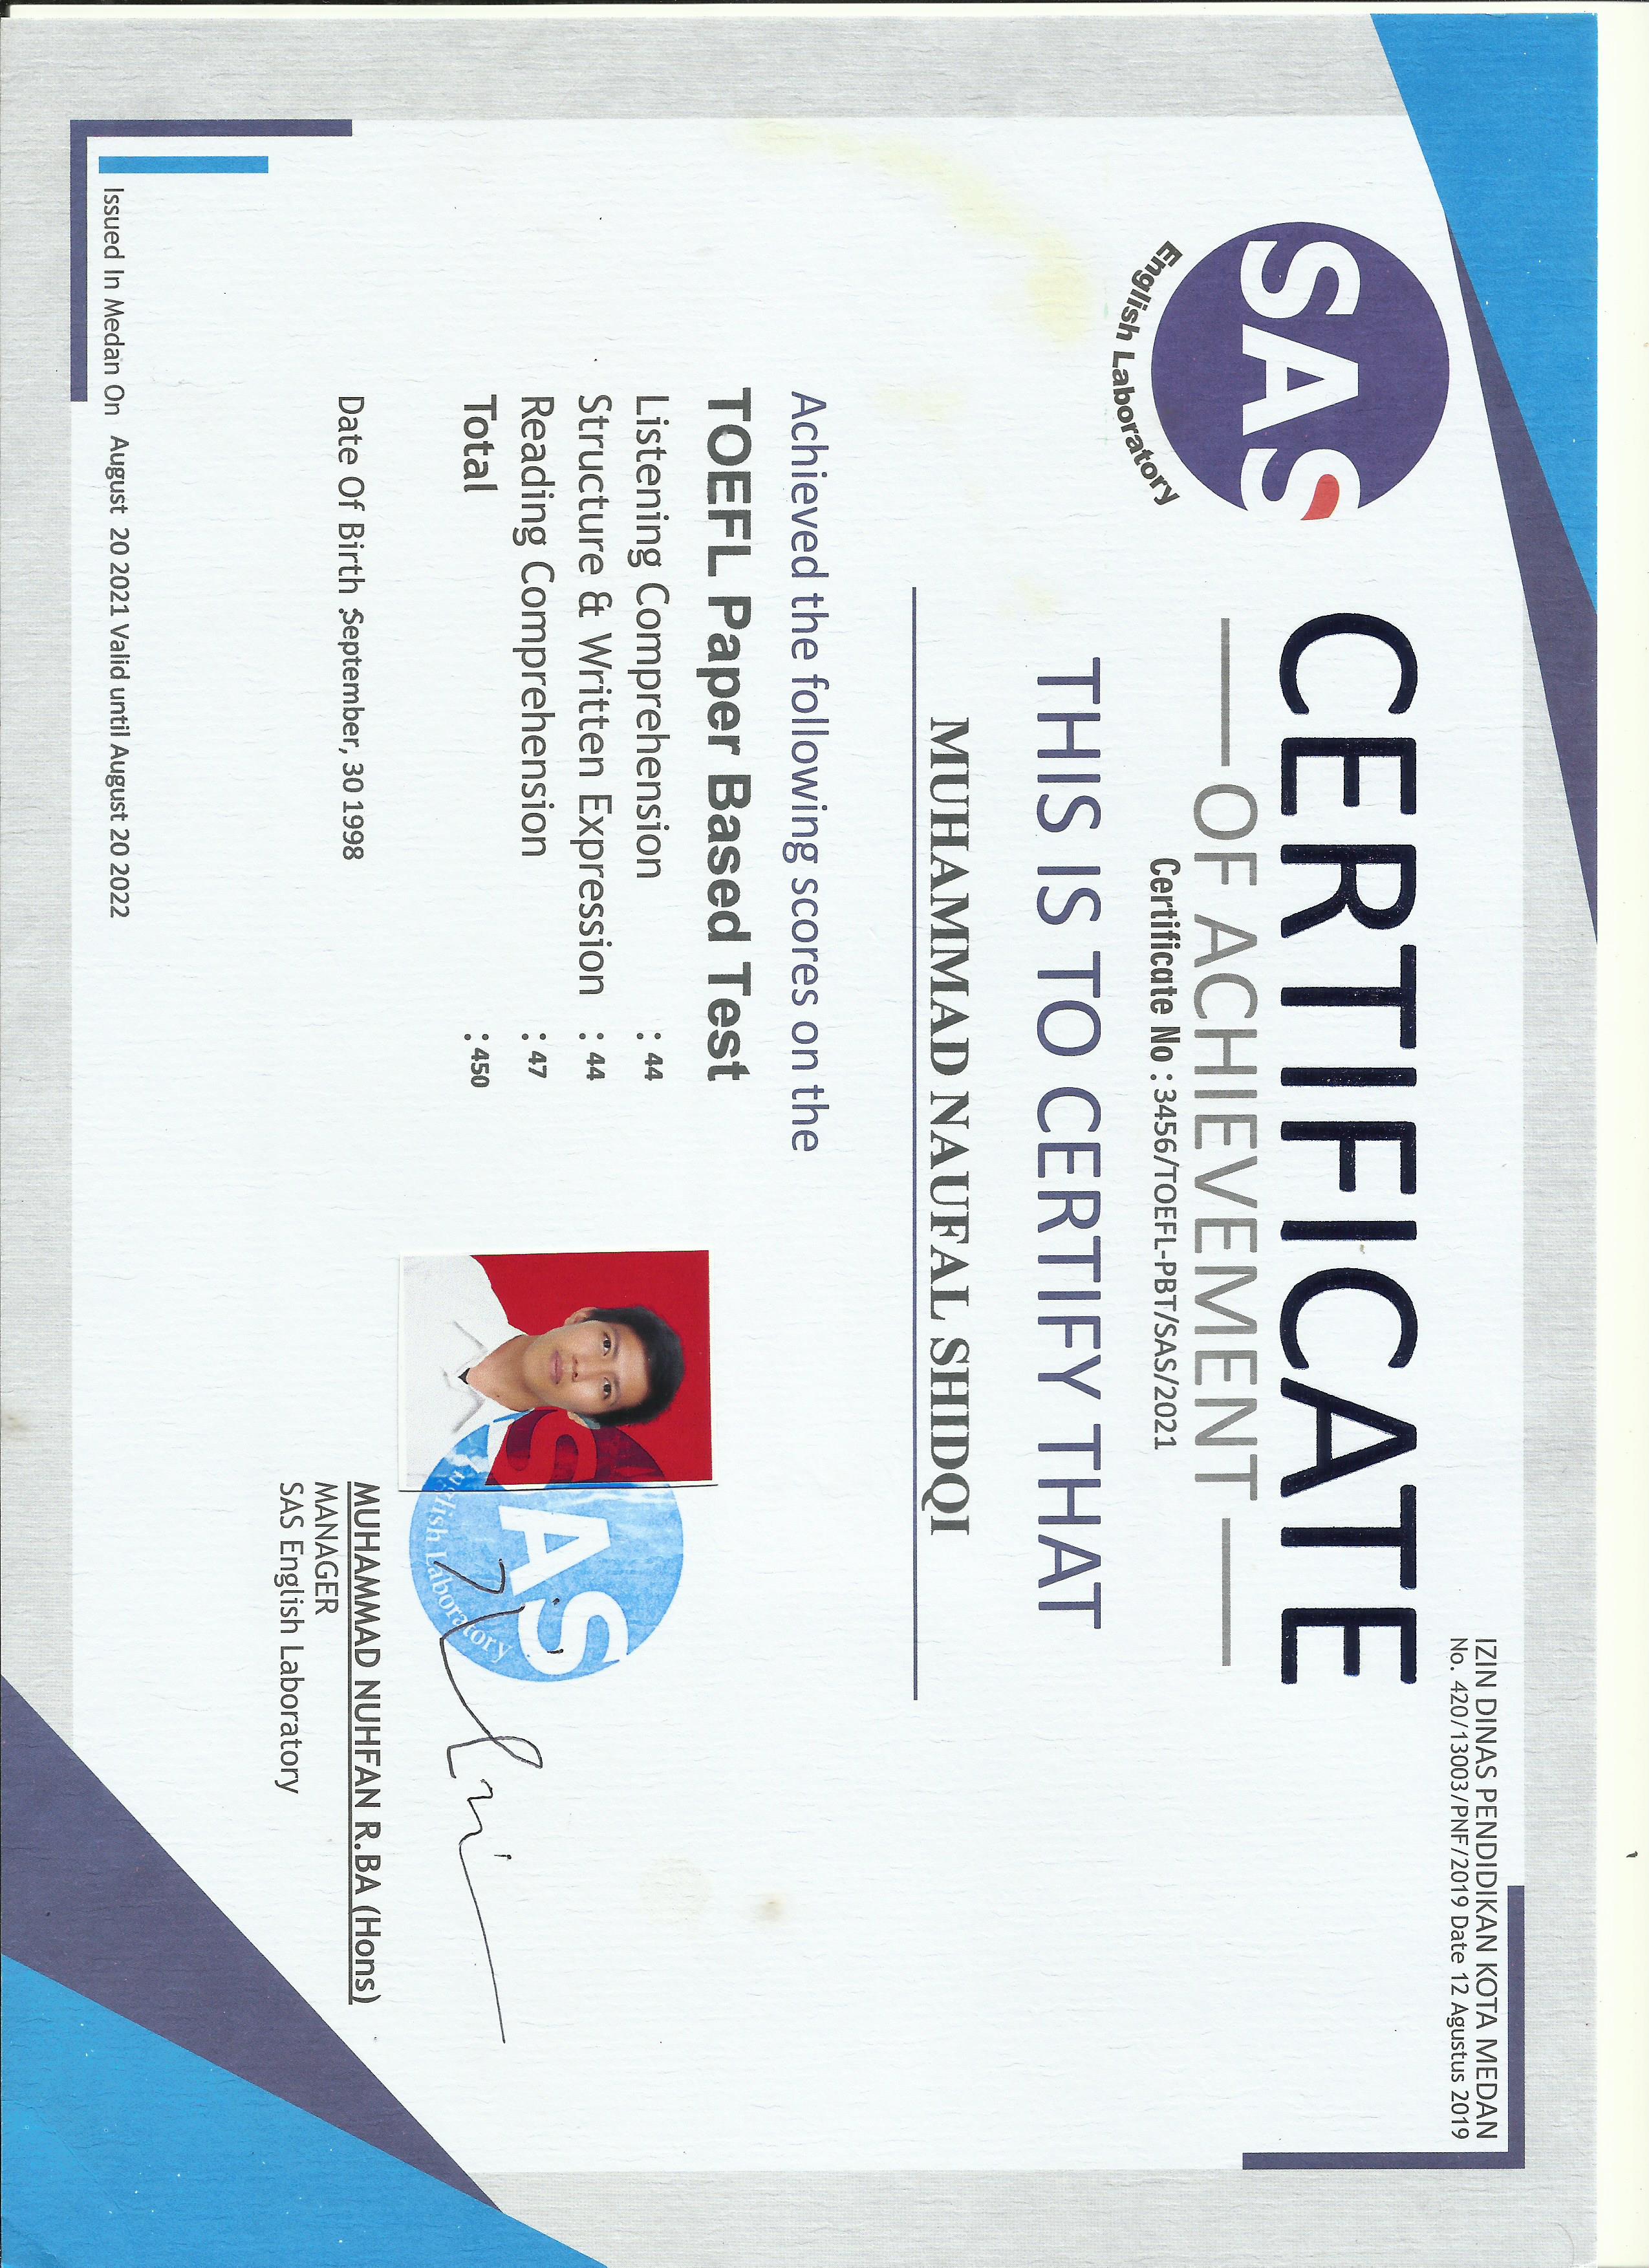 IZIN DINAS PENDIDIKAN KOTA MEDAN
No. 420/13003/PNF/2019 Date 12 Agustus 2019
SAS
English Laboratory
CERTIFICATE
OF ACHIEVEMENT
Certificate No : 3456/TOEFL-PBT/SAS/2021
THIS IS TO CERTIFY THAT
MUHAMMAD NAUFAL SHIDQI
Achieved the following scores on the
TOEFL Paper Based Test
Listening Comprehension : 44
Structure & Written Expression : 44
Reading Comprehension : 47
Total :450
SAS
English Laboratory
Date Of Birth :September, 30 1998
MUHAMMAD NUHFAN R.BA (Hons)
MANAGER
SAS English Laboratory
Issued In Medan On August 20 2021 Valid until August 20 2022